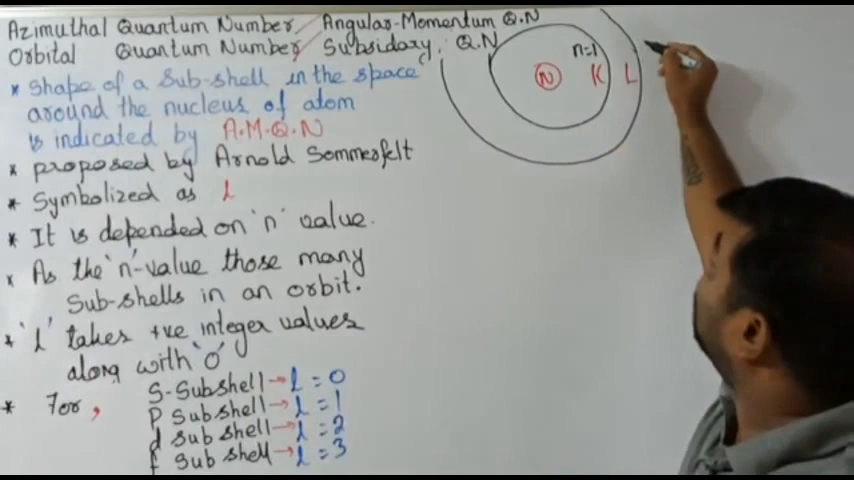 Azimuthal Quantum Number / Angular-Momentum Q.N
Orbital Quantum Number / Subsidary. Q.N
* Shape of a Sub-shell in the space
around the nucleus of atom
is indicated by A.M.Q.N
* proposed by Arnold Sommerfelt
* Symbolized as l
* It is depended on 'n' value.
* As the 'n'-value those many
Sub-shells in an orbit.
* 'l' takes +ve integer values
along with 'o'
* For, S-Subshell → l = 0
P Subshell → l = 1
d Sub shell → l = 2
f Sub shell → l = 3
n=1
N K L